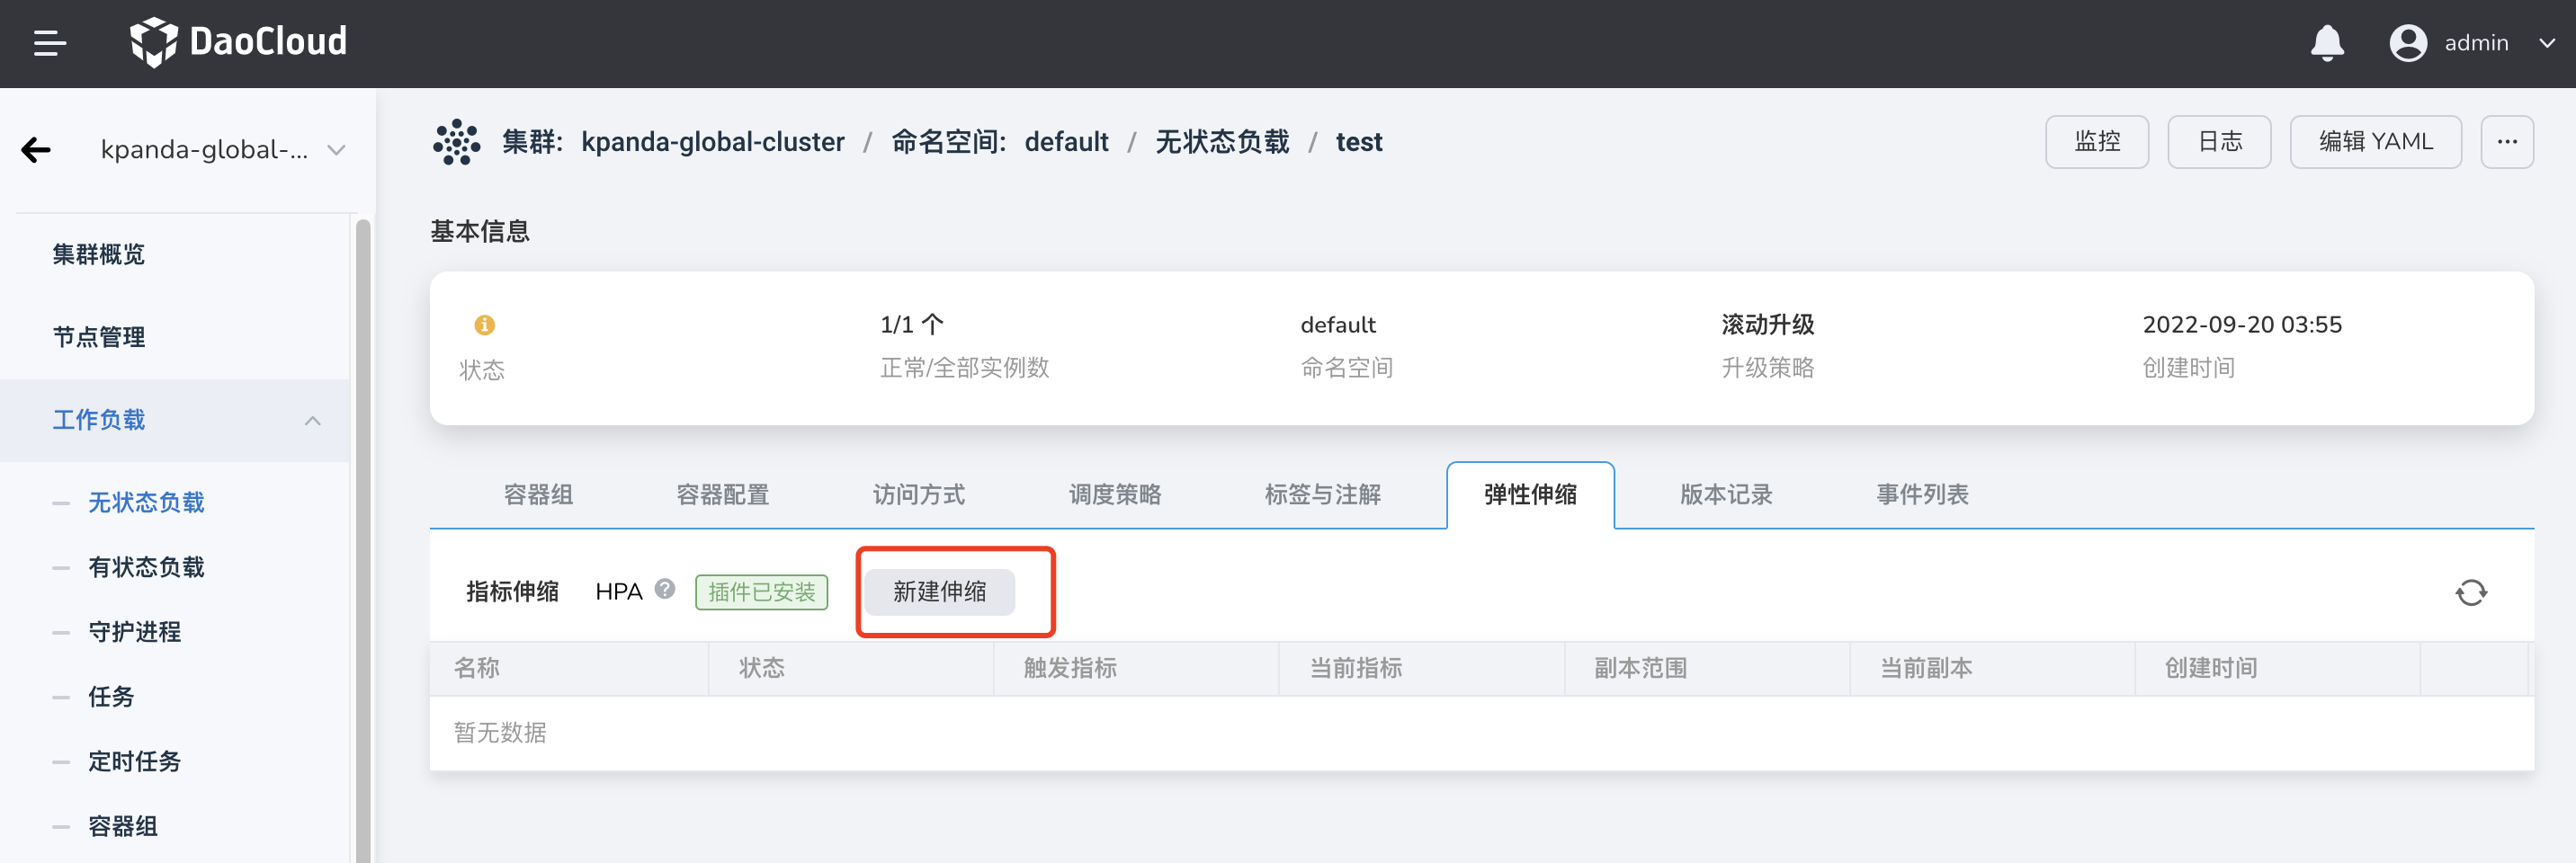 DaoCloud
admin
kpanda-global-...
集群: kpanda-global-cluster / 命名空间: default / 无状态负载 / test
监控
日志
编辑 YAML
集群概览
节点管理
工作负载
无状态负载
有状态负载
守护进程
任务
定时任务
容器组
基本信息
状态
1/1 个
正常/全部实例数
default
命名空间
滚动升级
升级策略
2022-09-20 03:55
创建时间
容器组 容器配置 访问方式 调度策略 标签与注解 弹性伸缩 版本记录 事件列表
指标伸缩 HPA 插件已安装 新建伸缩
名称 状态 触发指标 当前指标 副本范围 当前副本 创建时间
暂无数据